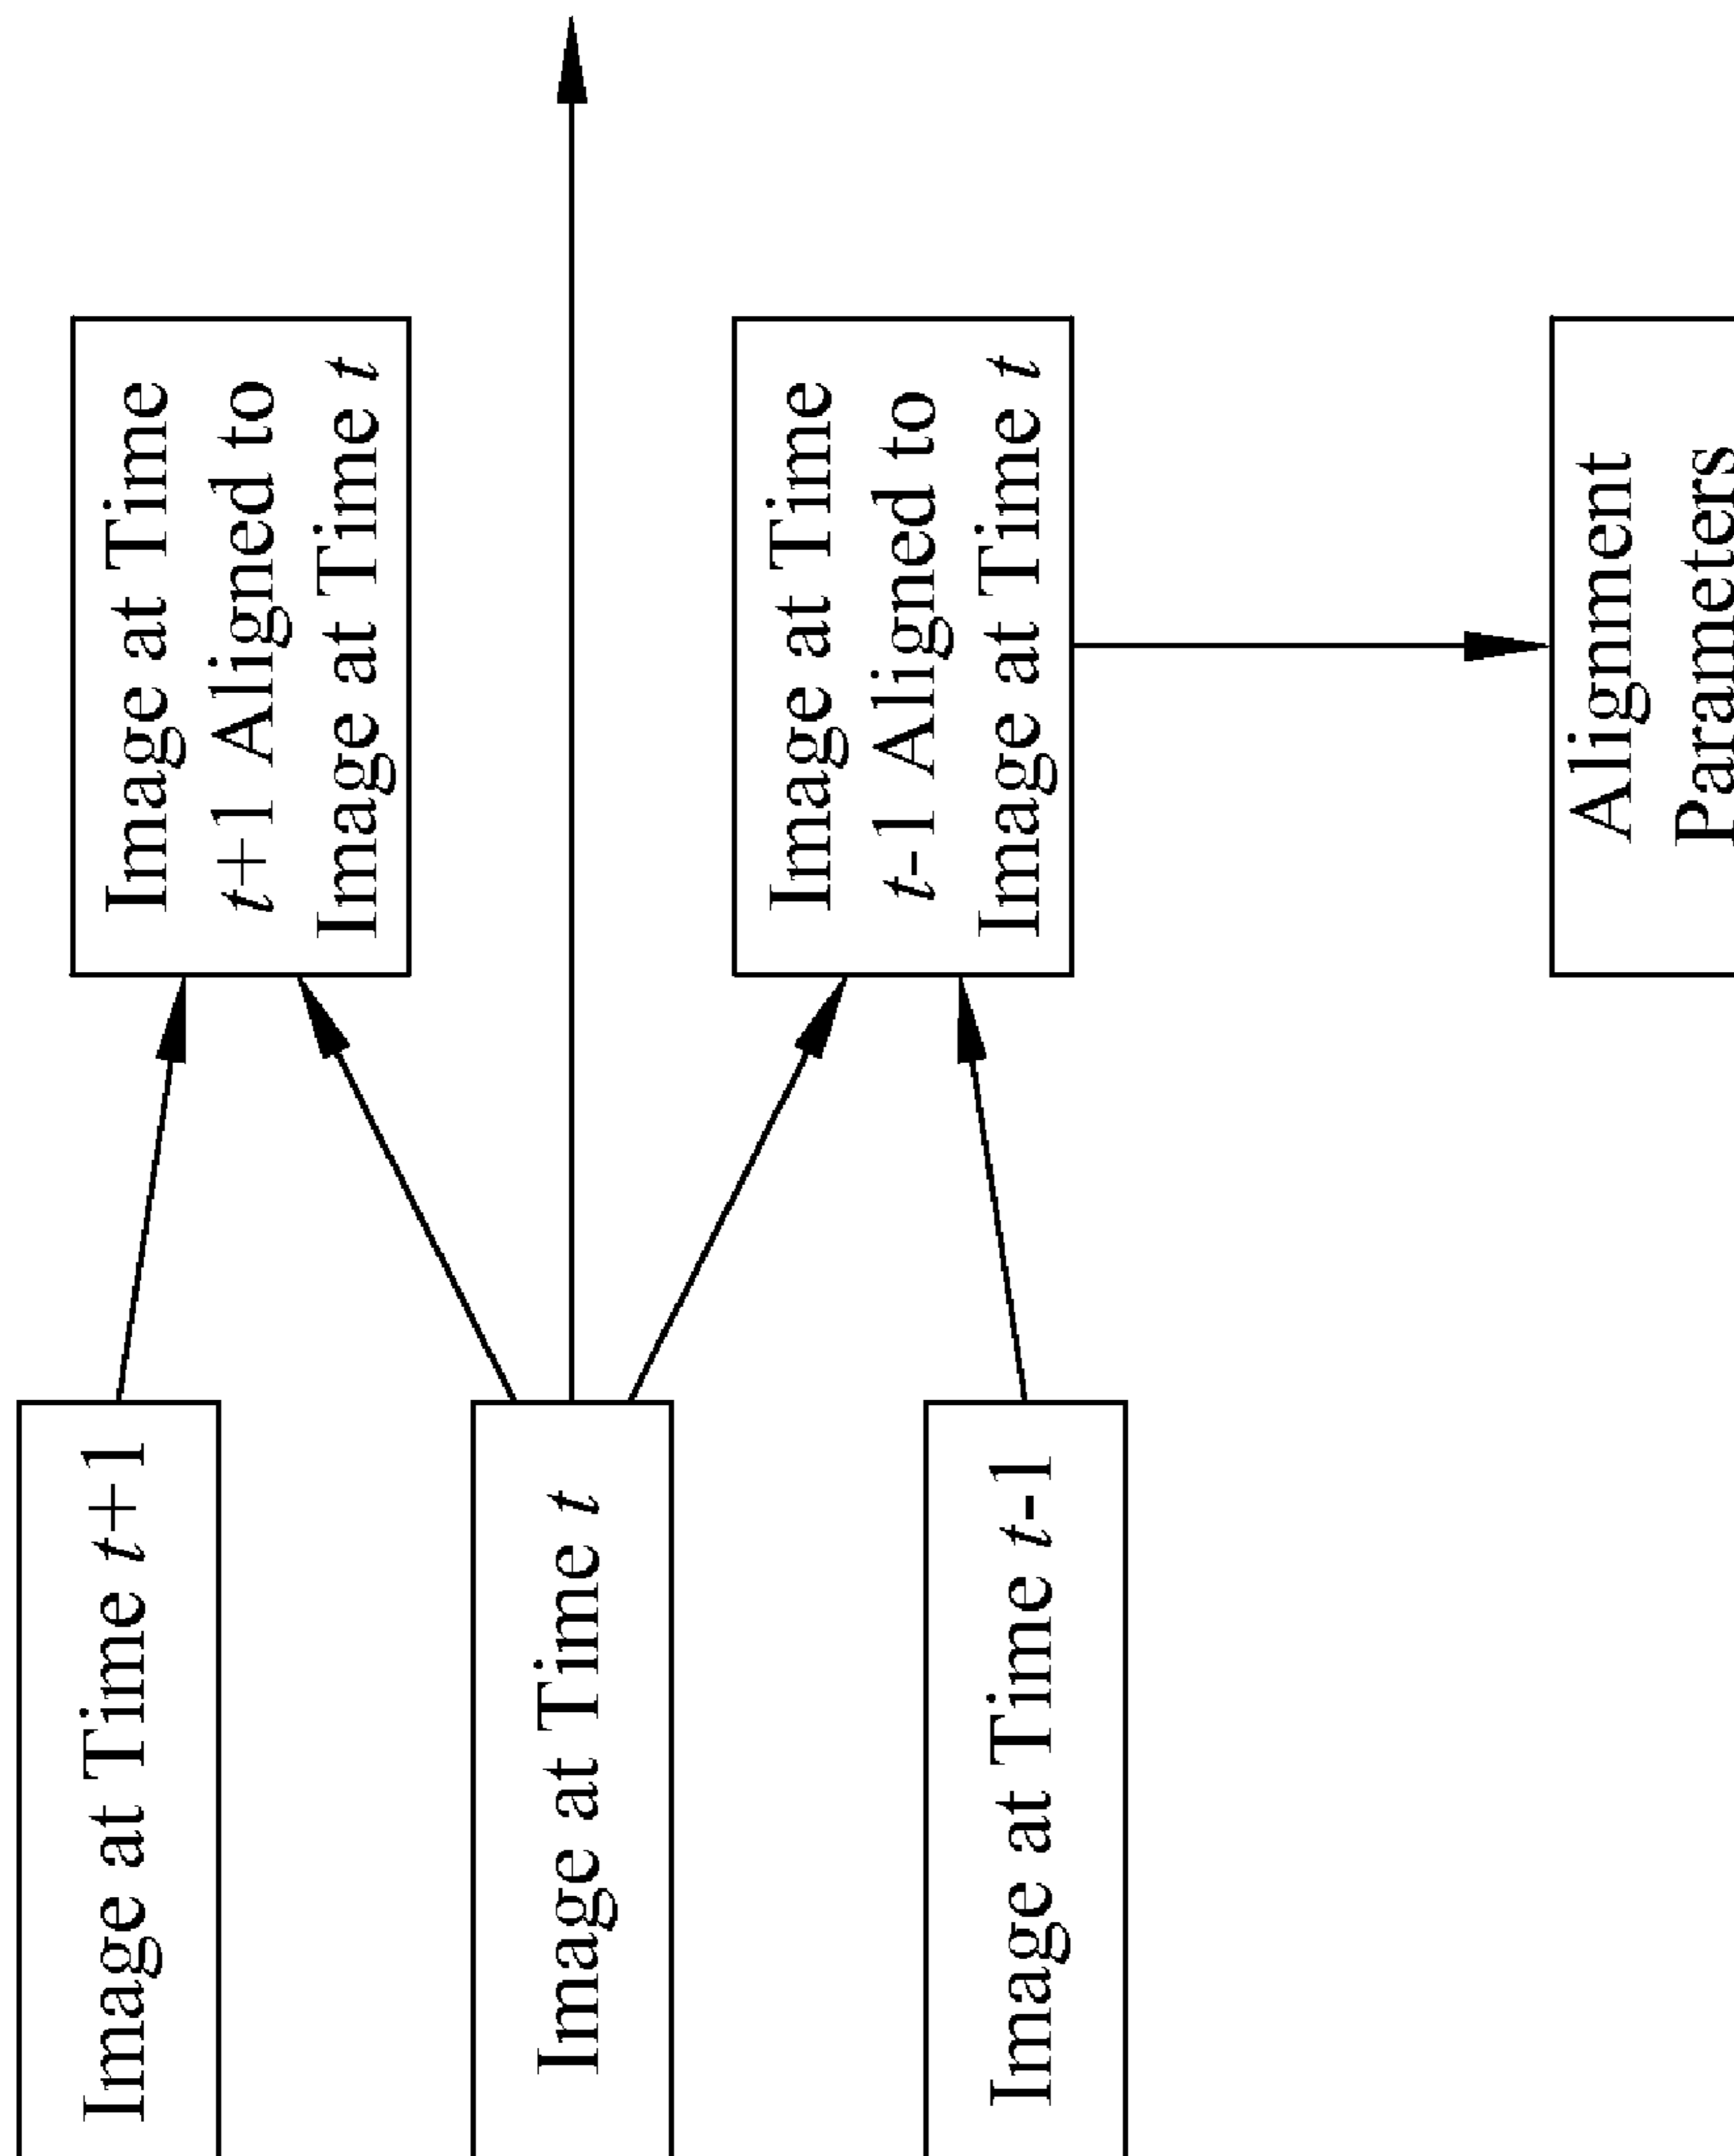 Image at Time t+1
Image at Time t
Image at Time t-1
Image at Time
t+1 Aligned to
Image at Time t
Image at Time
t-1 Aligned to
Image at Time t
Alignment
Parameters